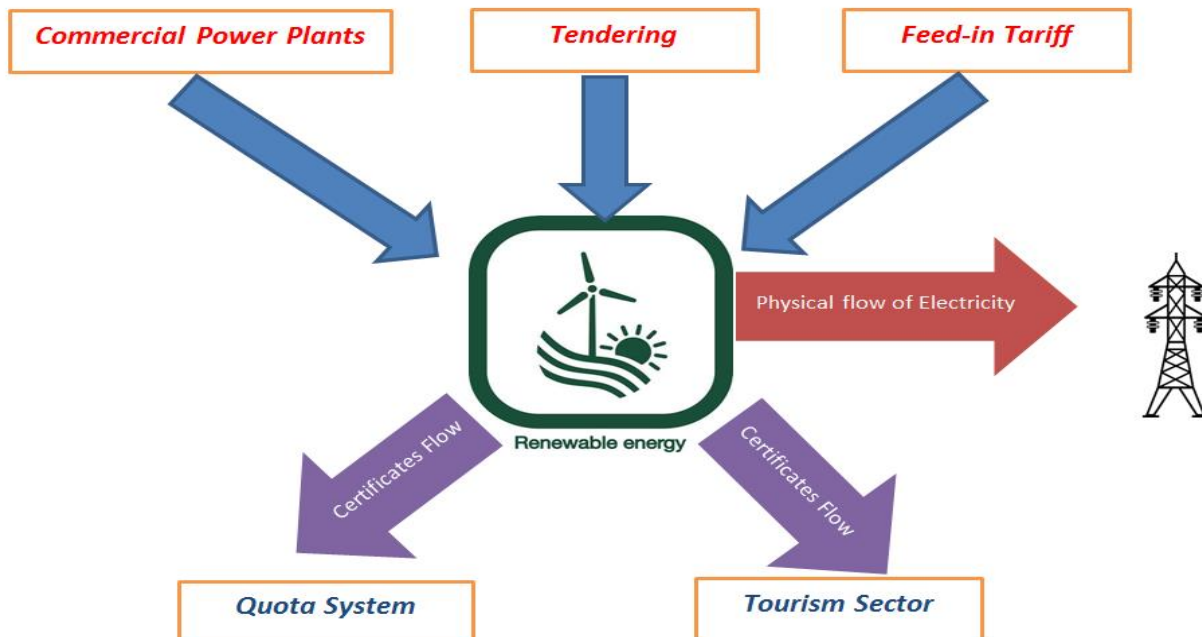 Commercial Power Plants
Tendering
Feed-in Tariff
Physical flow of Electricity
Renewable energy
Certificates Flow
Certificates Flow
Quota System
Tourism Sector